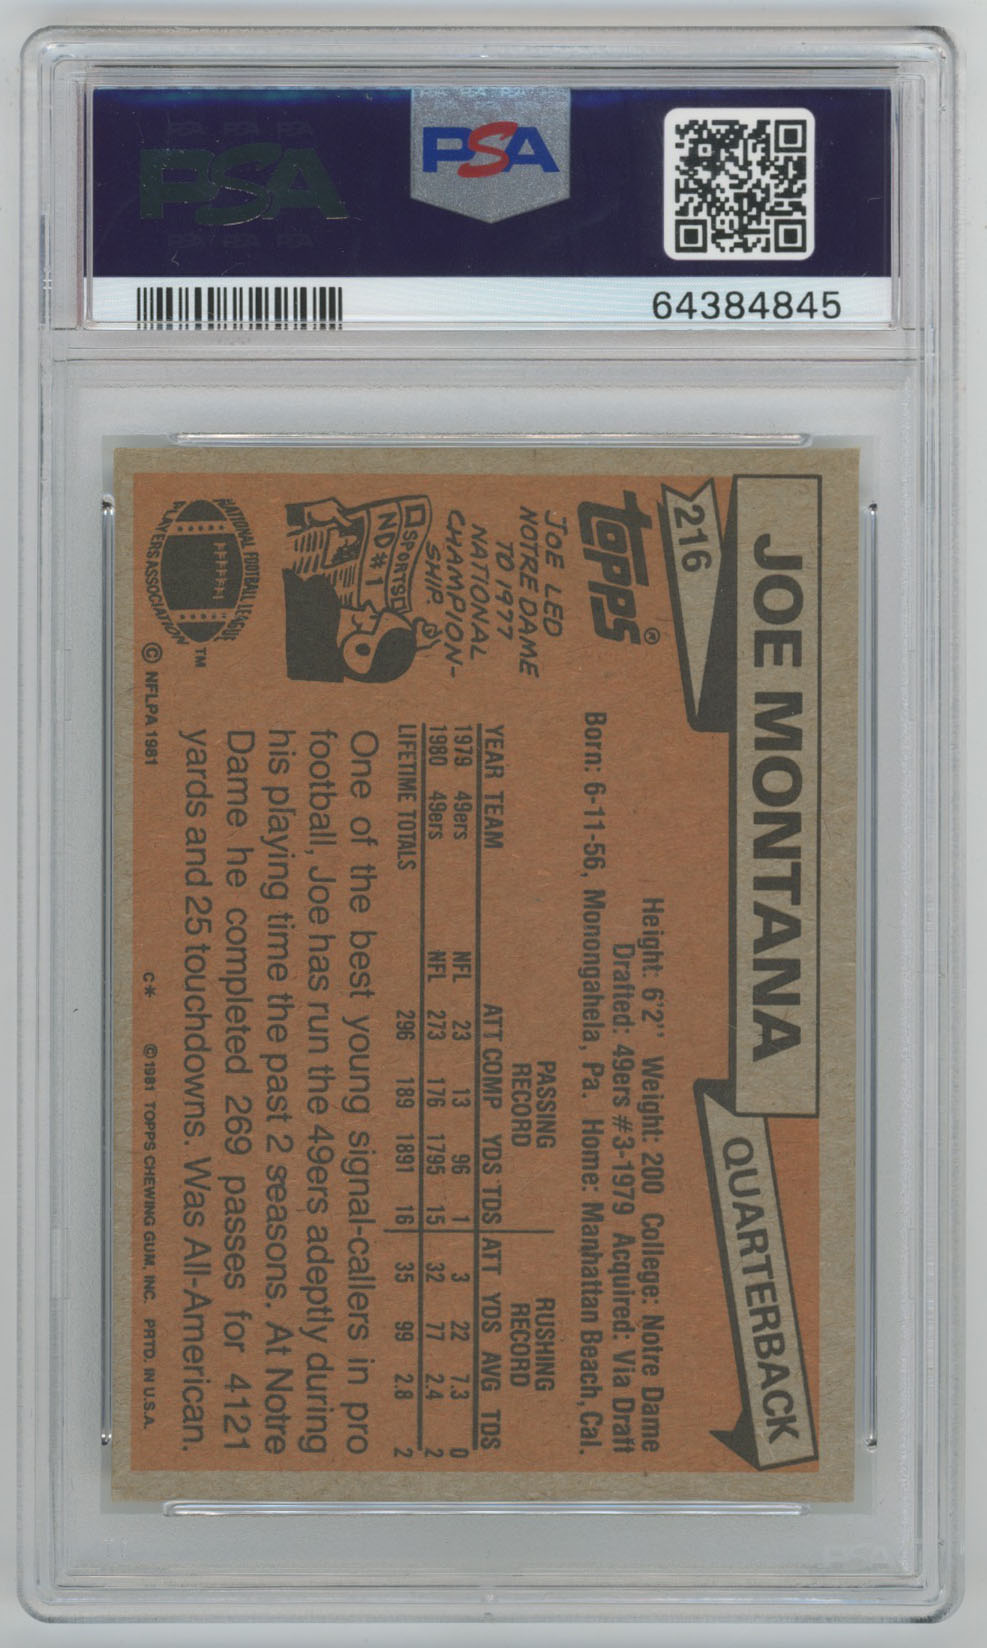 PSA
PSA
64384845
216
JOE MONTANA
QUARTERBACK
TOPPS®
Height: 6'2" Weight: 200 College: Notre Dame
Drafted: 49ers #3-1979 Acquired: Via Draft
Born: 6-11-56, Monongahela, Pa. Home: Manhattan Beach, Cal.
JOE LED
NOTRE DAME
TO 1977
NATIONAL
CHAMPION-
SHIP.
SPORTS
ND #1
PASSING RUSHING
RECORD RECORD
YEAR TEAM ATT COMP YDS TDS ATT YDS AVG TDS
1979 49ers NFL 23 13 96 1 3 22 7.3 0
1980 49ers NFL 273 176 1795 15 32 77 2.4 2
LIFETIME TOTALS 296 189 1891 16 35 99 2.8 2
One of the best young signal-callers in pro
football, Joe has run the 49ers adeptly during
his playing time the past 2 seasons. At Notre
Dame he completed 269 passes for 4121
yards and 25 touchdowns. Was All-American.
NATIONAL FOOTBALL LEAGUE
PLAYERS ASSOCIATION
TM
© NFLPA 1981
C* © 1981 TOPPS CHEWING GUM, INC. PRTD. IN U.S.A.